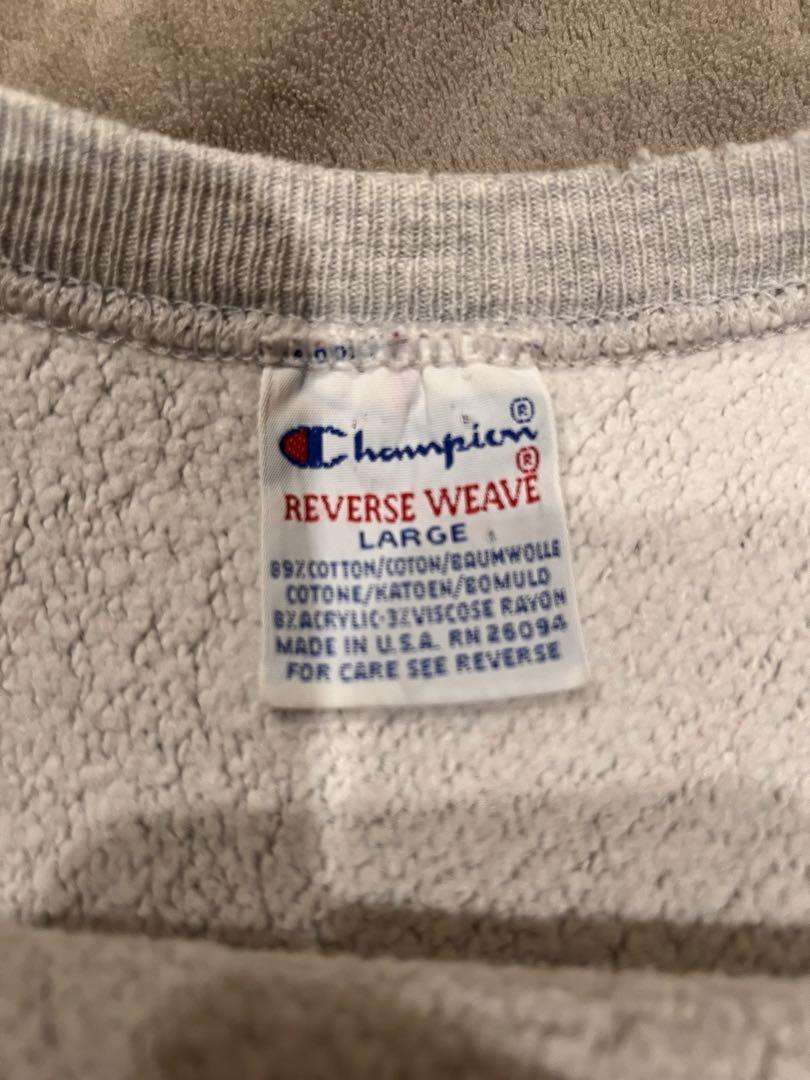 Champion®
REVERSE WEAVE®
LARGE
89%COTTON/COTON/BAUMWOLLE
COTONE/KATOEN/BOMULD
8%ACRYLIC-3%VISCOSE RAYON
MADE IN U.S.A. RN 26094
FOR CARE SEE REVERSE